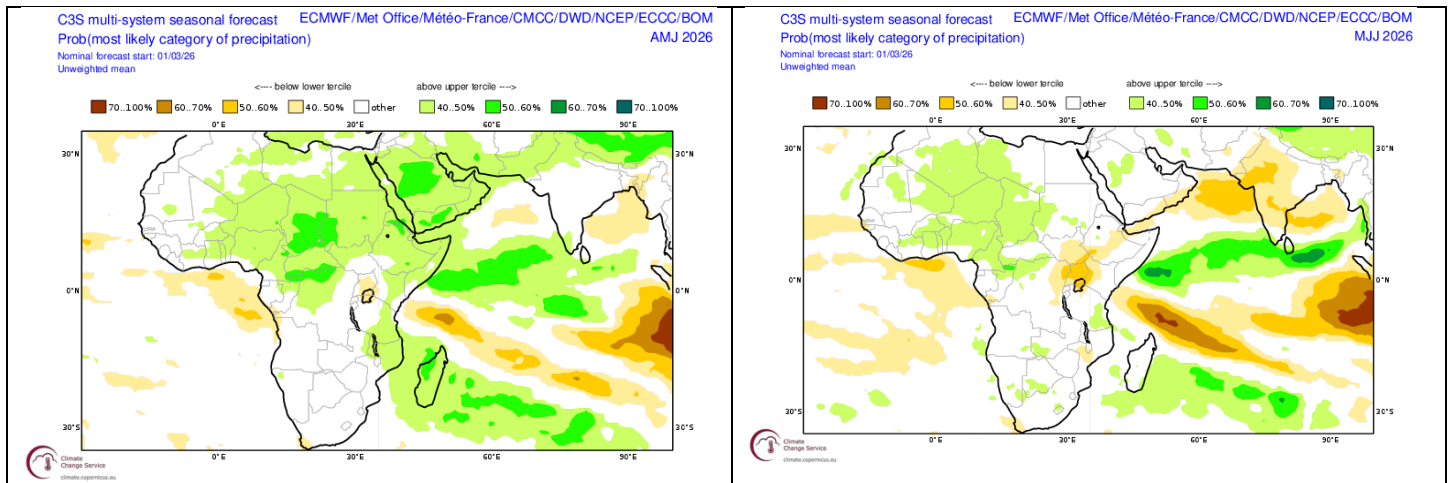 C3S multi-system seasonal forecast ECMWF/Met Office/Météo-France/CMCC/DWD/NCEP/ECCC/BOM
Prob(most likely category of precipitation) AMJ 2026
Nominal forecast start: 01/03/26
Unweighted mean
<---- below lower tercile above upper tercile ---->
70..100% 60..70% 50..60% 40..50% other 40..50% 50..60% 60..70% 70..100%
0°E 30°E 60°E 90°E
30°N 30°N
0°N 0°N
30°S 30°S
0°E 30°E 60°E 90°E
Climate
Change Service
climate.copernicus.eu
C3S multi-system seasonal forecast ECMWF/Met Office/Météo-France/CMCC/DWD/NCEP/ECCC/BOM
Prob(most likely category of precipitation) MJJ 2026
Nominal forecast start: 01/03/26
Unweighted mean
<---- below lower tercile above upper tercile ---->
70..100% 60..70% 50..60% 40..50% other 40..50% 50..60% 60..70% 70..100%
0°E 30°E 60°E 90°E
30°N 30°N
0°N 0°N
30°S 30°S
0°E 30°E 60°E 90°E
Climate
Change Service
climate.copernicus.eu